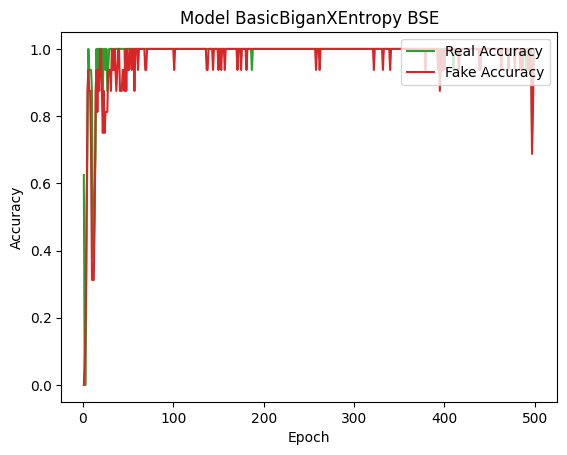 Model BasicBiganXEntropy BSE
Real Accuracy
Fake Accuracy
Accuracy
1.0
0.8
0.6
0.4
0.2
0.0
0 100 200 300 400 500
Epoch